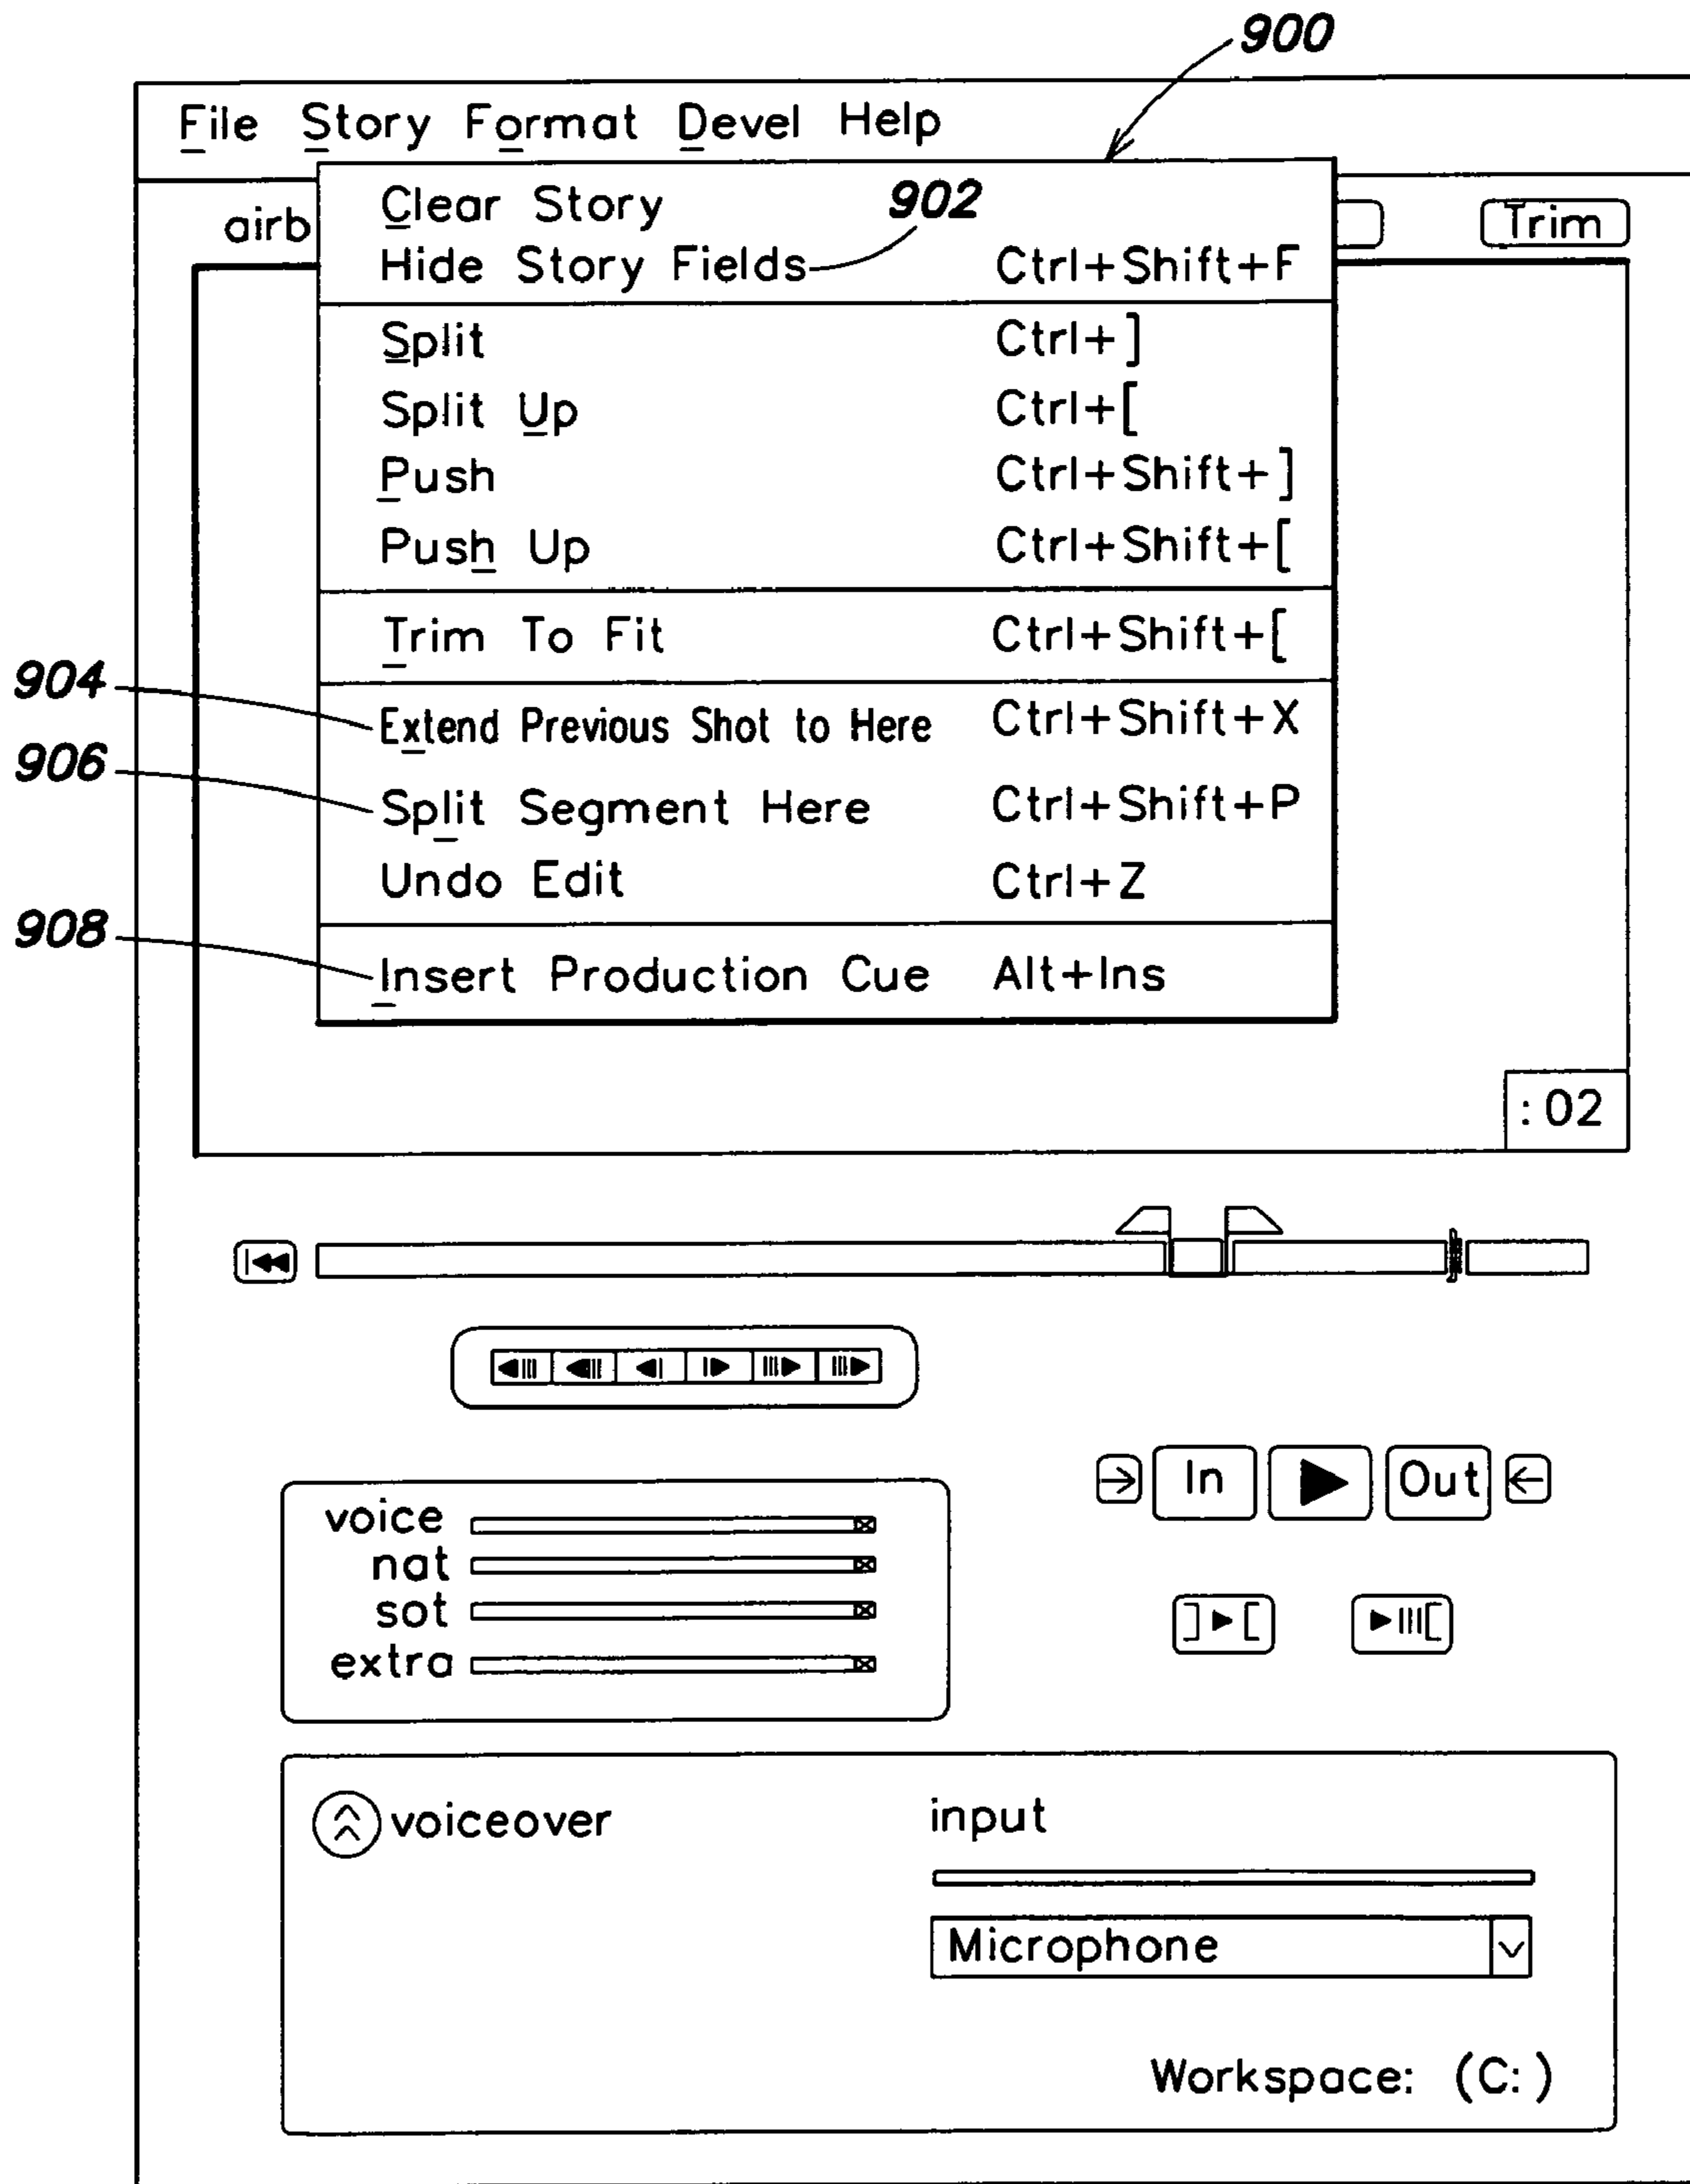 900
File Story Format Devel Help
airb
Trim
Clear Story
902
Hide Story Fields Ctrl+Shift+F
Split Ctrl+]
Split Up Ctrl+[
Push Ctrl+Shift+]
Push Up Ctrl+Shift+[
Trim To Fit Ctrl+Shift+[
904
Extend Previous Shot to Here Ctrl+Shift+X
906
Split Segment Here Ctrl+Shift+P
Undo Edit Ctrl+Z
908
Insert Production Cue Alt+Ins
:02
In Out
voice
nat
sot
extra
voiceover input
Microphone
Workspace: (C:)